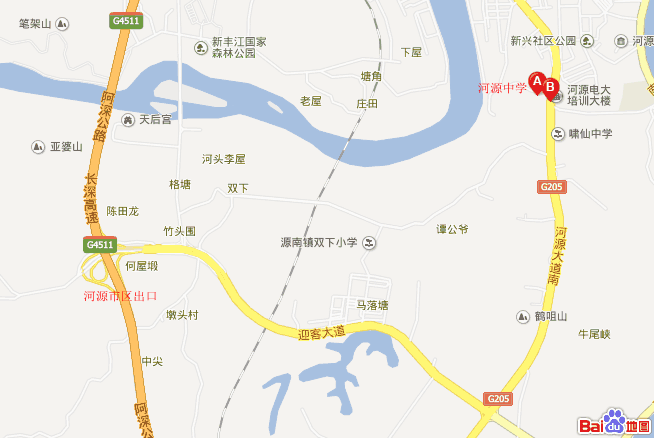 笔架山
G4511
新丰江国家
森林公园
下屋
新兴社区公园
河源
塘角
老屋
庄田
河源中学
A
B
河源电大
培训大楼
阿深公路
天后宫
啸仙中学
亚婆山
河头李屋
长深高速
格塘
双下
G205
陈田龙
竹头围
谭公爷
G4511
源南镇双下小学
河源大道南
何屋塅
河源市区出口
马落塘
墩头村
鹤咀山
迎客大道
牛尾峡
中尖
G205
阿深公
Bai du 地图